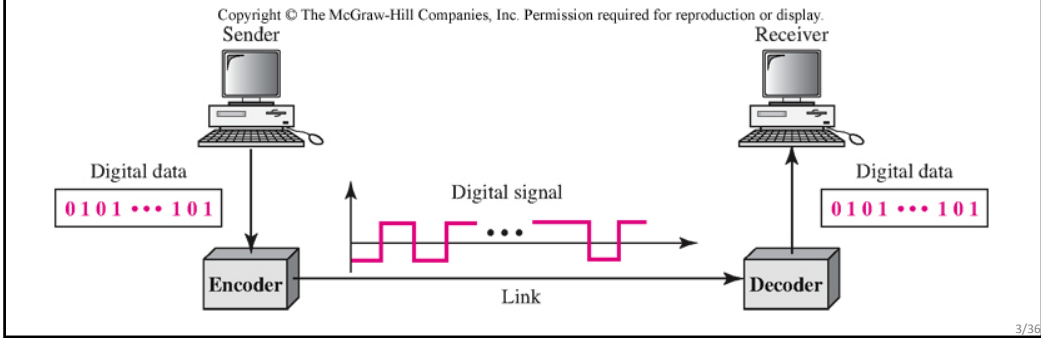 Copyright © The McGraw-Hill Companies, Inc. Permission required for reproduction or display.
Sender
Receiver
Digital data
0101 ••• 101
Digital signal
•••
Digital data
0101 ••• 101
Encoder
Link
Decoder
3/36